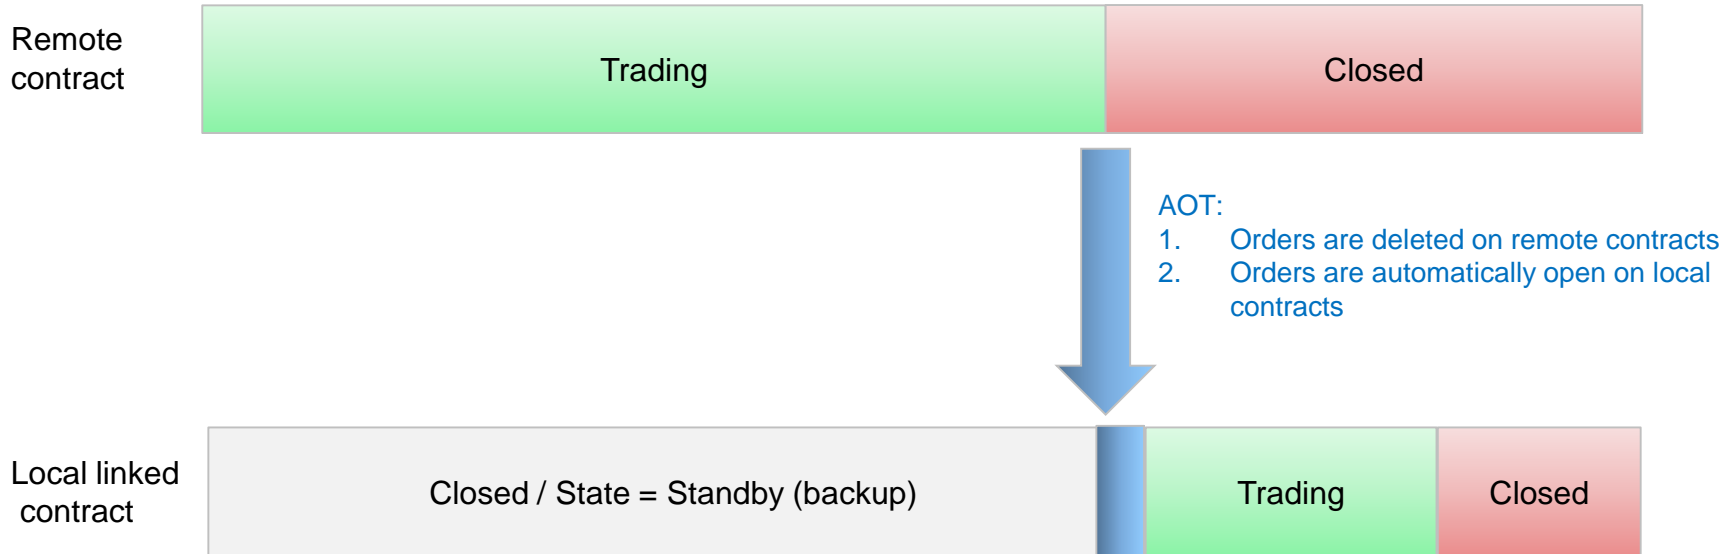 Remote
contract
Trading
Closed
AOT:
1. Orders are deleted on remote contracts
2. Orders are automatically open on local
contracts
Local linked
contract
Closed / State = Standby (backup)
Trading
Closed